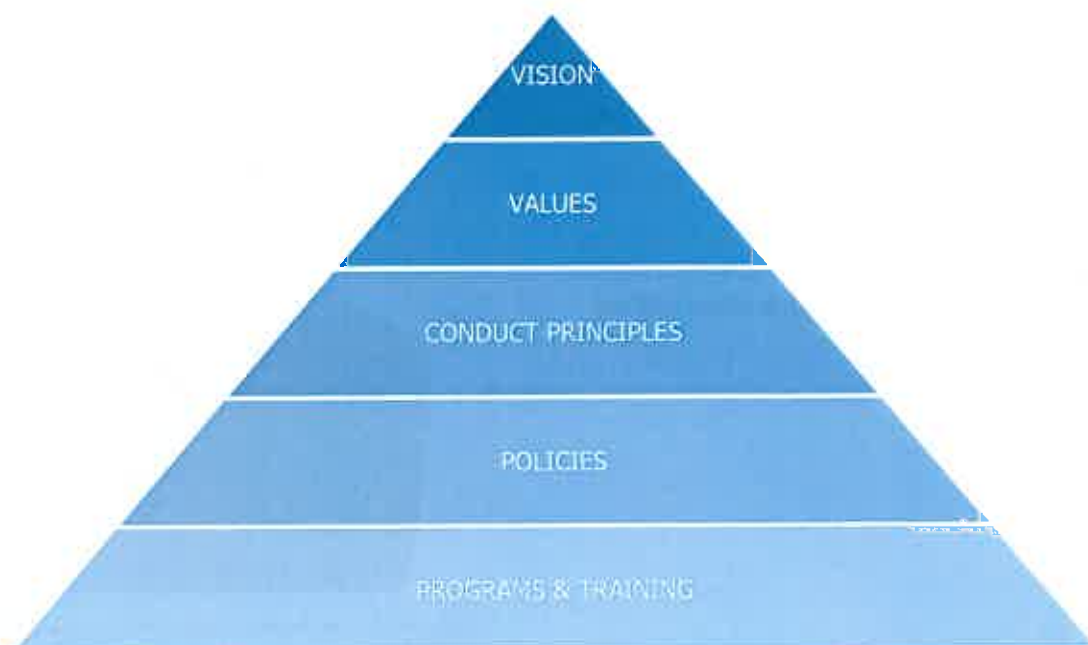 VISION
VALUES
CONDUCT PRINCIPLES
POLICIES
PROGRAMS & TRAINING